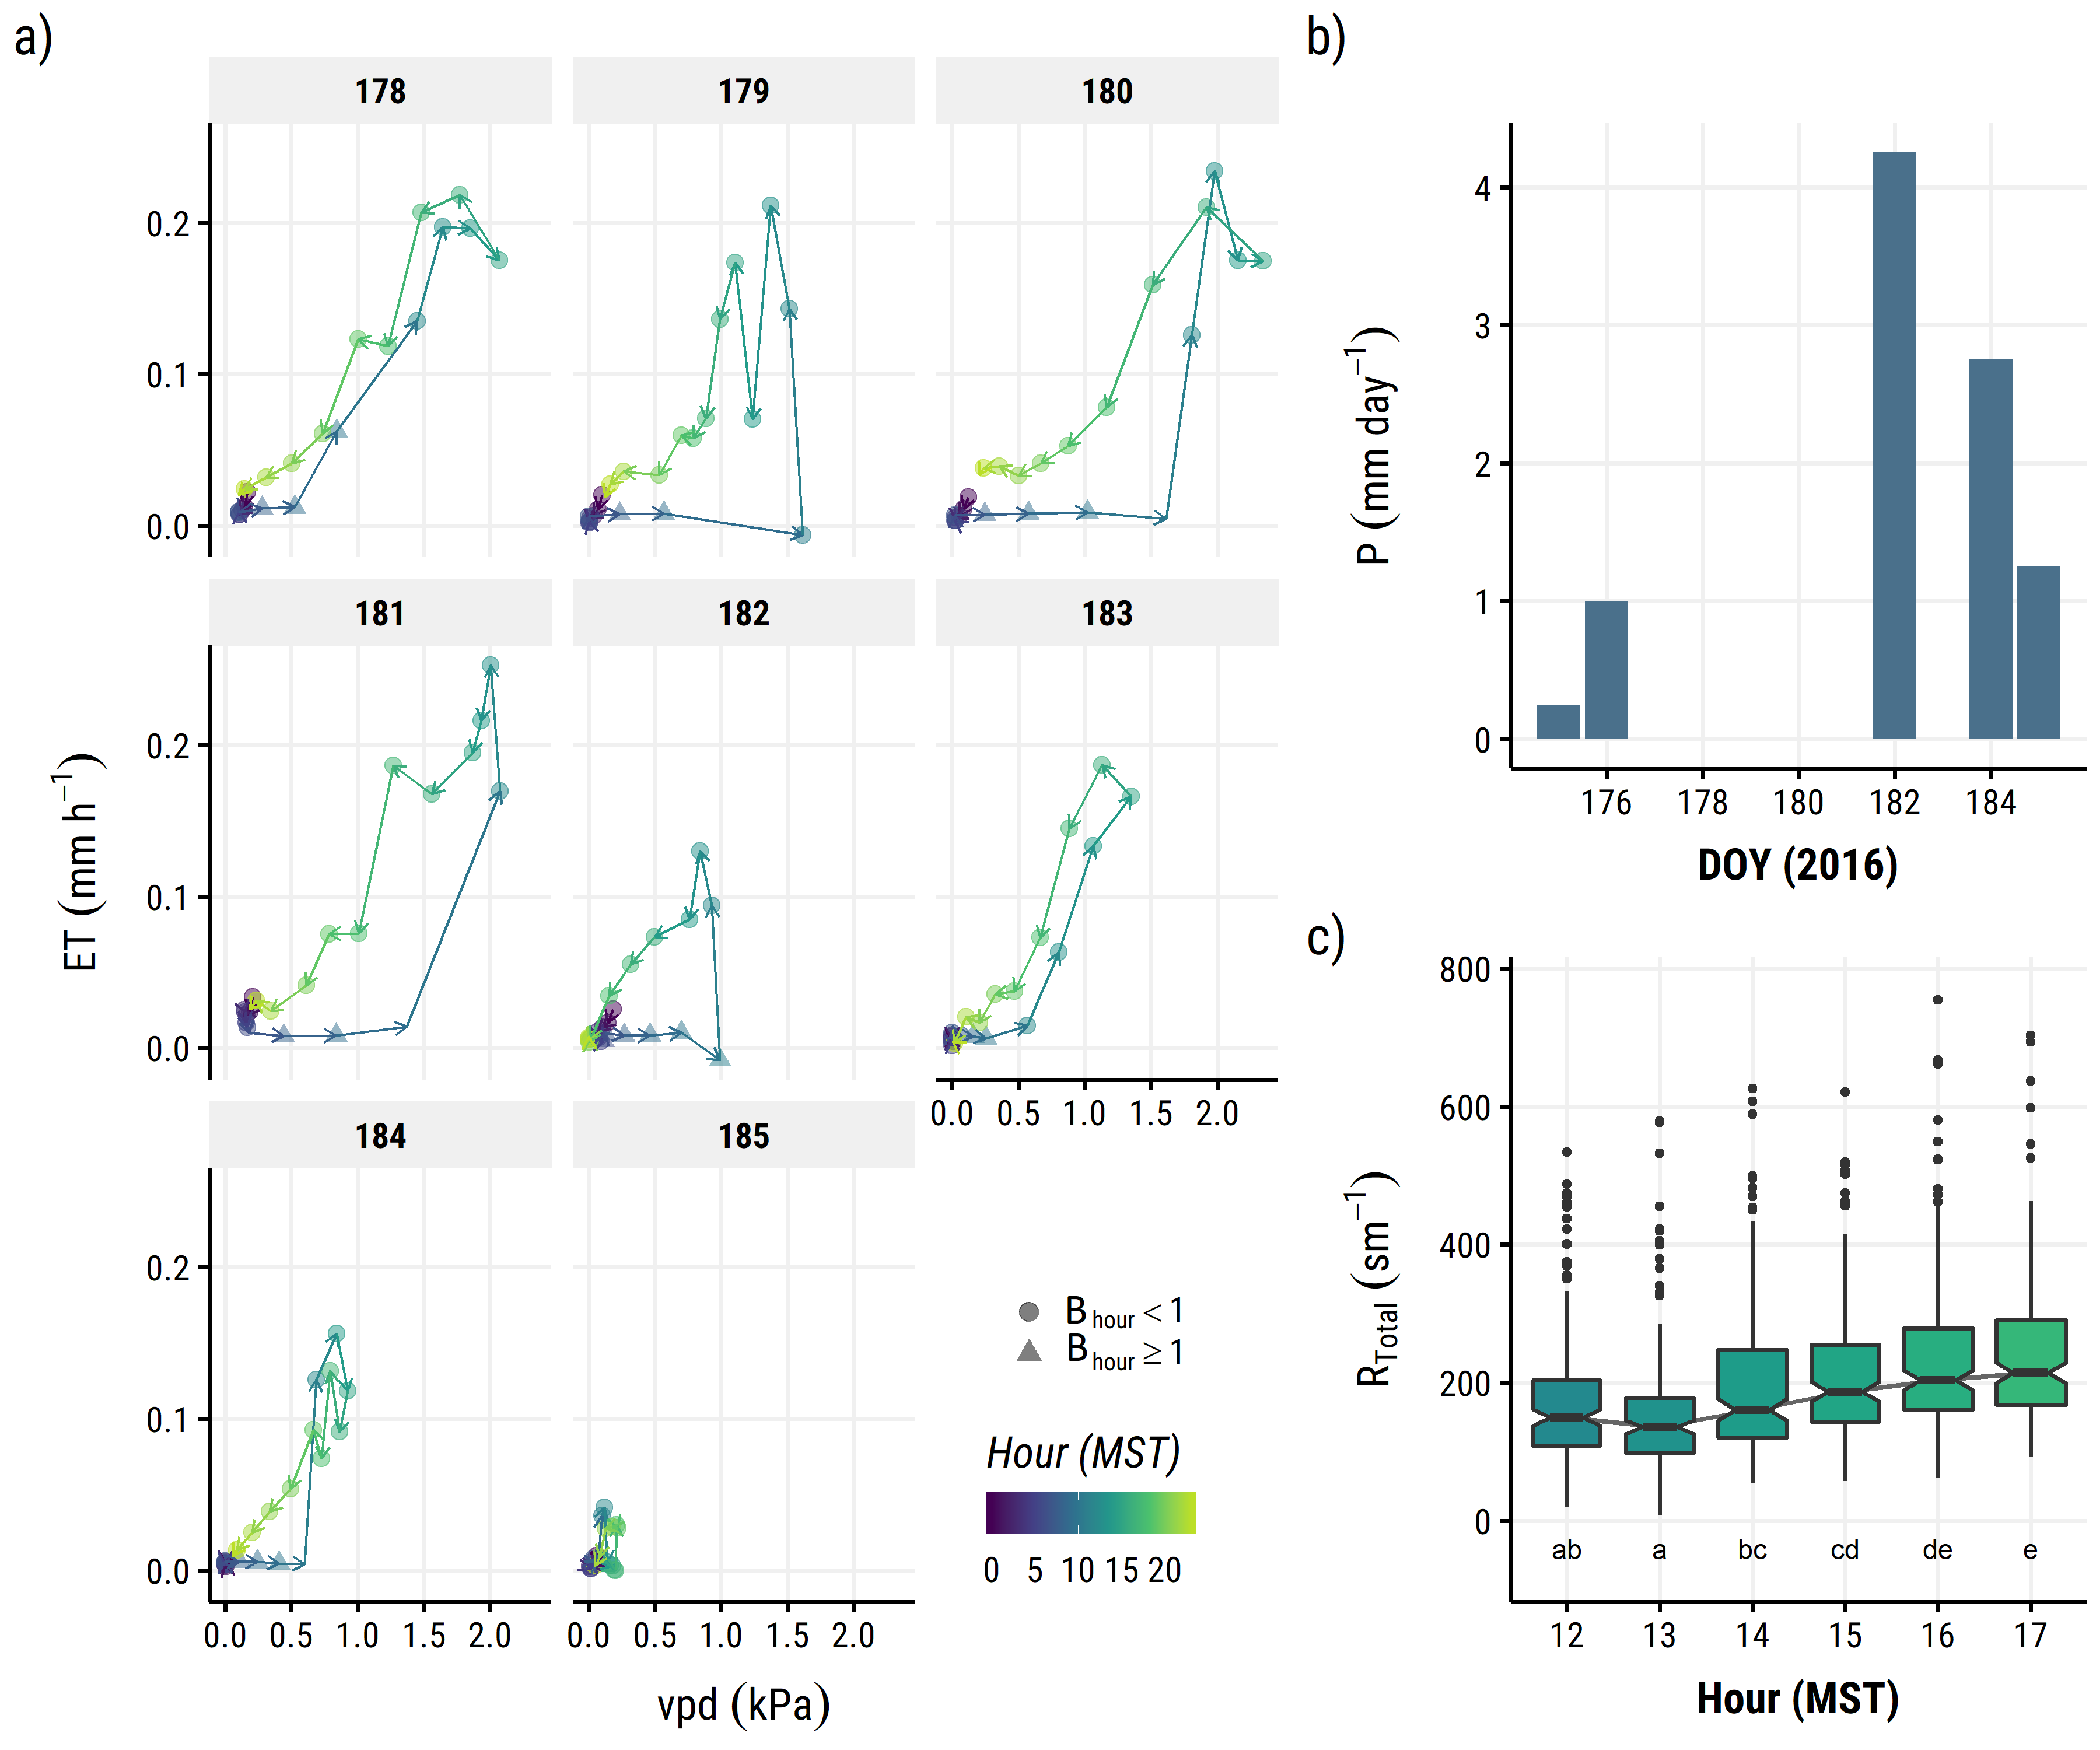 a)
178
179
180
0.2
0.1
0.0
181
182
183
0.2
0.1
0.0
0.0 0.5 1.0 1.5 2.0
184
185
0.2
0.1
0.0
0.0 0.5 1.0 1.5 2.0
0.0 0.5 1.0 1.5 2.0
ET (mm h⁻¹)
vpd (kPa)
B hour < 1
B hour ≥ 1
Hour (MST)
0 5 10 15 20
b)
4
3
2
1
0
P (mm day⁻¹)
176 178 180 182 184
DOY (2016)
c)
800
600
400
200
0
R Total (sm⁻¹)
ab a bc cd de e
12 13 14 15 16 17
Hour (MST)